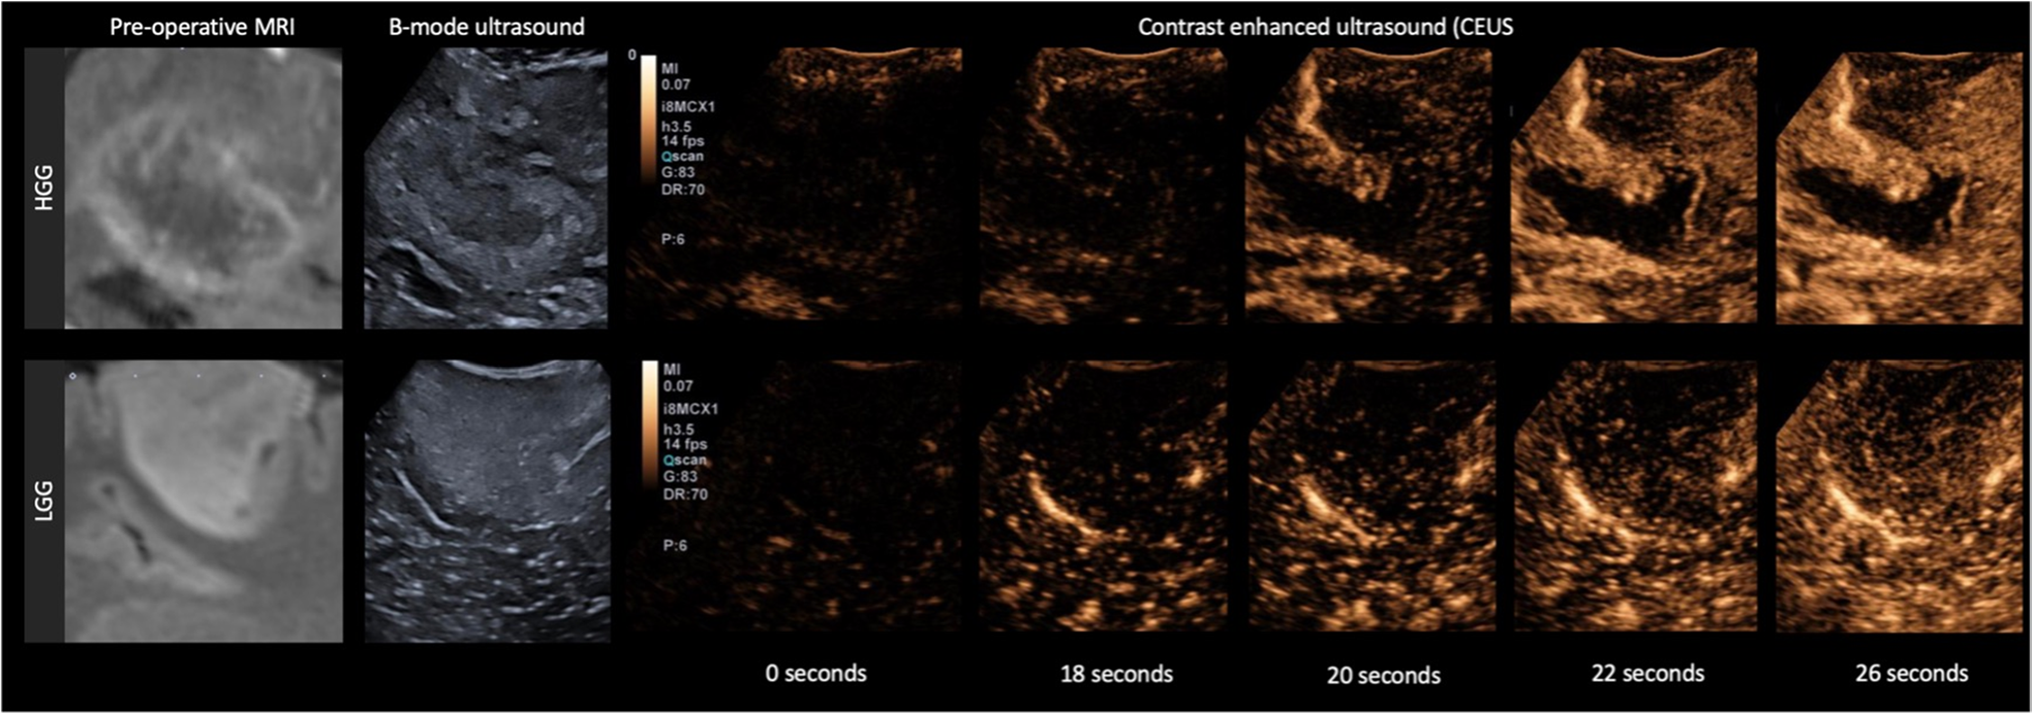 Pre-operative MRI
B-mode ultrasound
Contrast enhanced ultrasound (CEUS
HGG
0
MI
0.07
i8MCX1
h3.5
14 fps
Qscan
G:83
DR:70
P:6
LGG
MI
0.07
i8MCX1
h3.5
14 fps
Qscan
G:83
DR:70
P:6
0 seconds
18 seconds
20 seconds
22 seconds
26 seconds